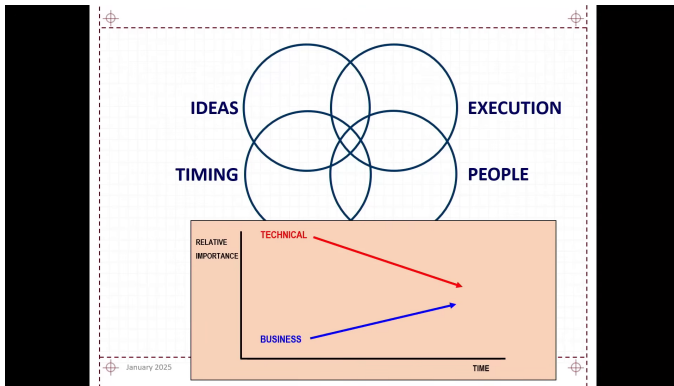 IDEAS
EXECUTION
TIMING
PEOPLE
TECHNICAL
RELATIVE
IMPORTANCE
BUSINESS
TIME
January 2025